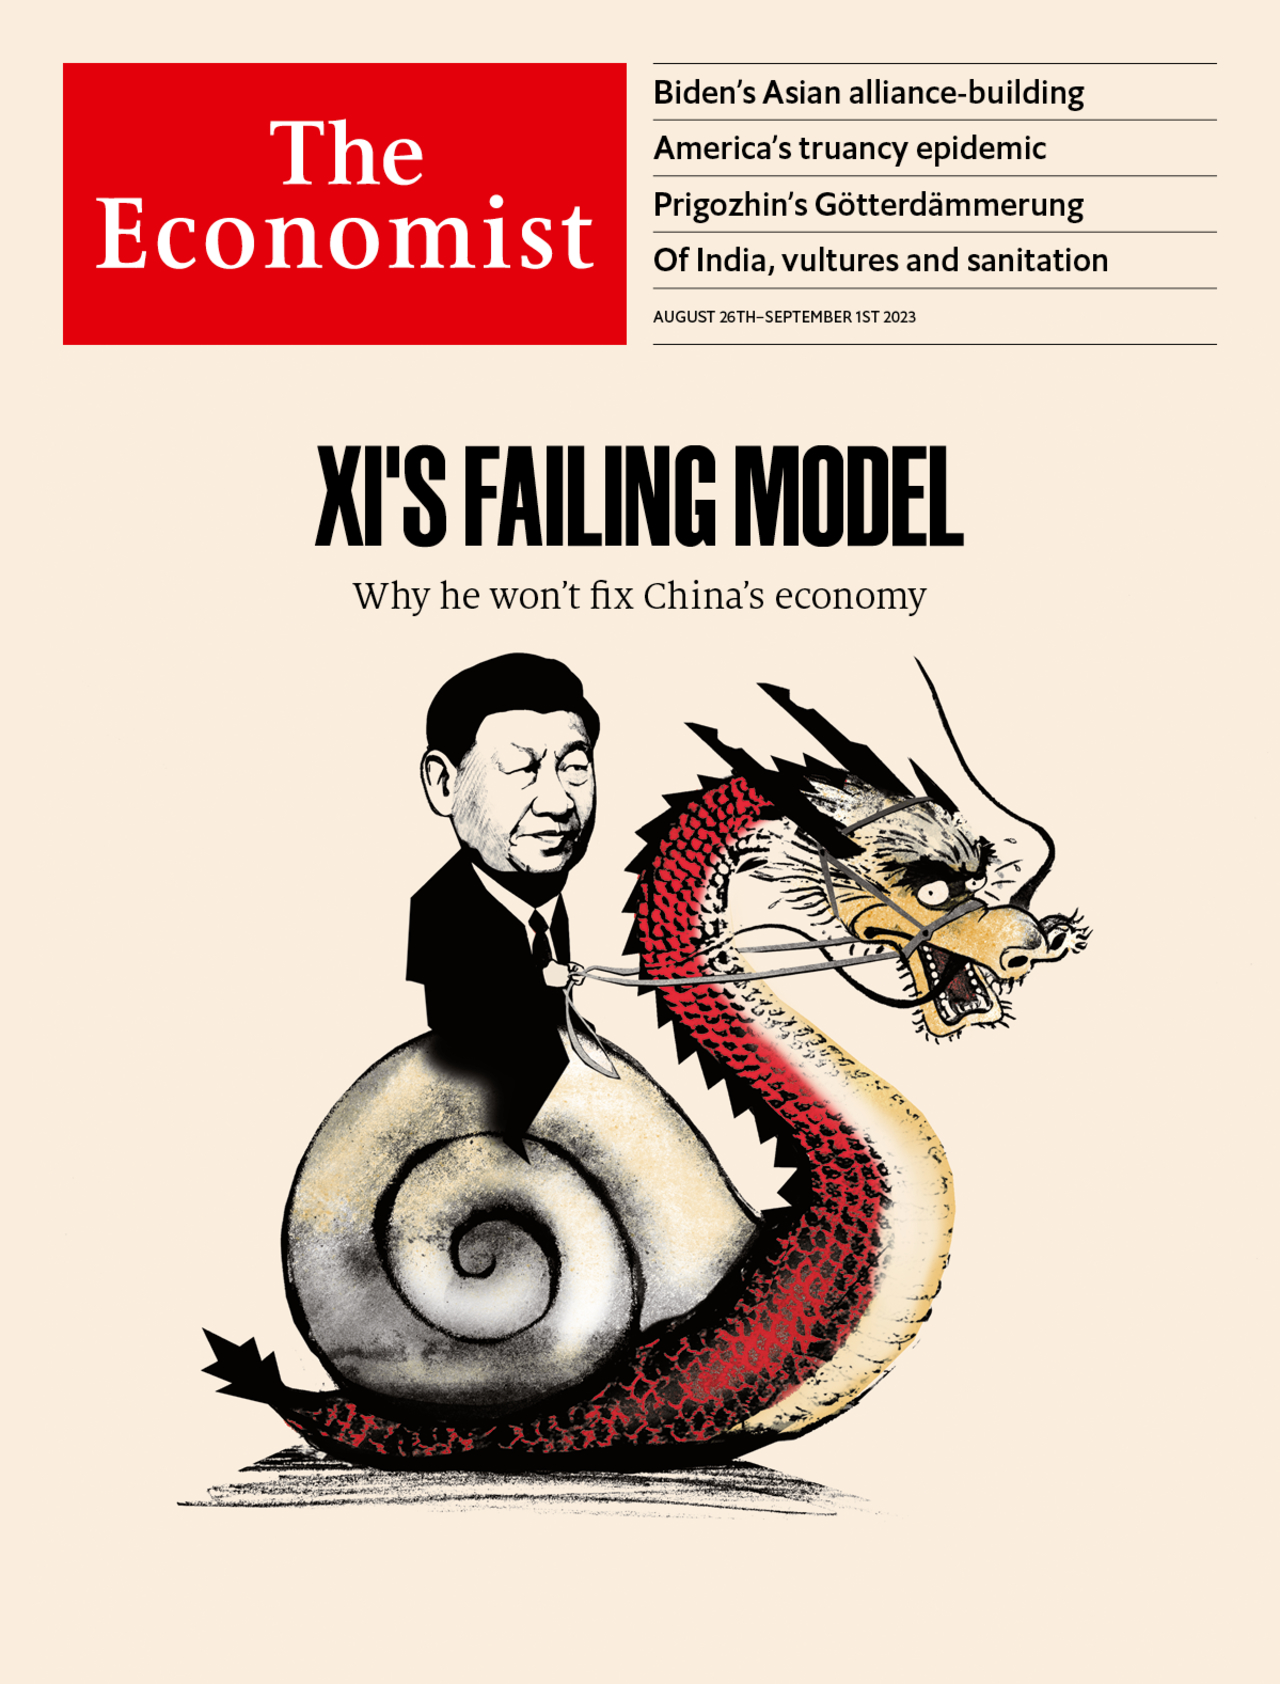 The
Economist
Biden’s Asian alliance-building
America’s truancy epidemic
Prigozhin’s Götterdämmerung
Of India, vultures and sanitation
AUGUST 26TH–SEPTEMBER 1ST 2023
XI'S FAILING MODEL
Why he won’t fix China’s economy